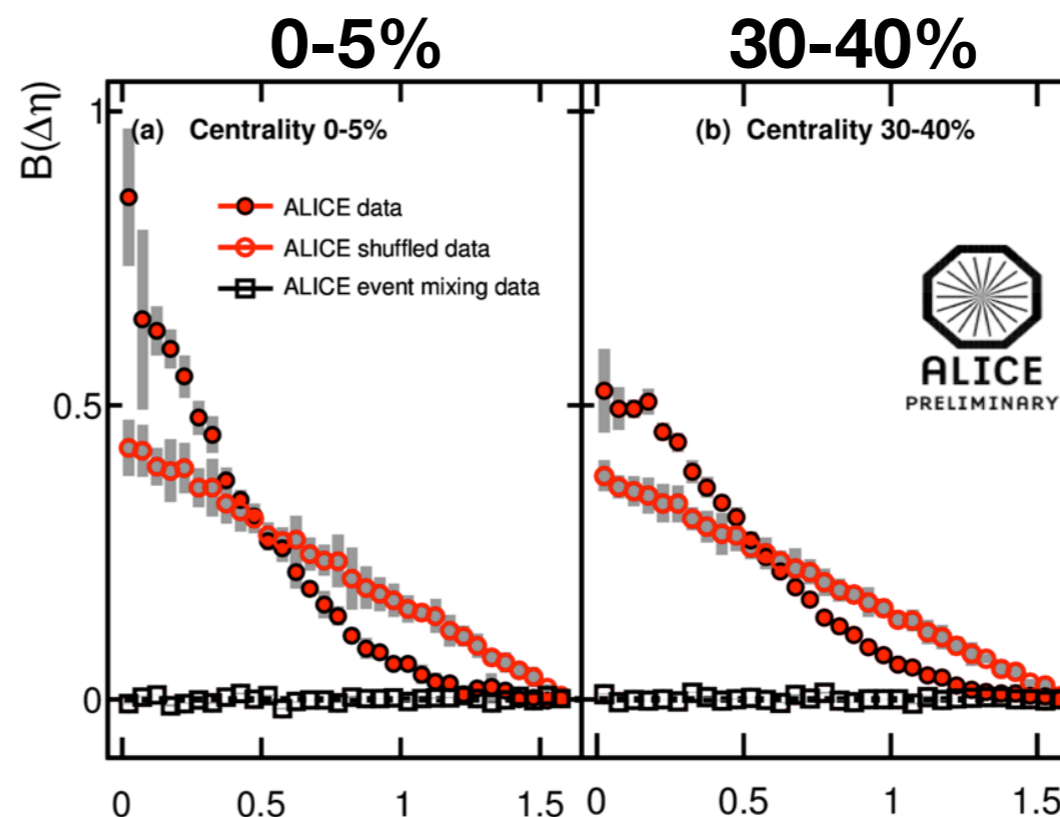 0-5%
30-40%
B(Δη)
1
0.5
0
(a) Centrality 0-5%
ALICE data
ALICE shuffled data
ALICE event mixing data
0 0.5 1 1.5
(b) Centrality 30-40%
ALICE
PRELIMINARY
0 0.5 1 1.5